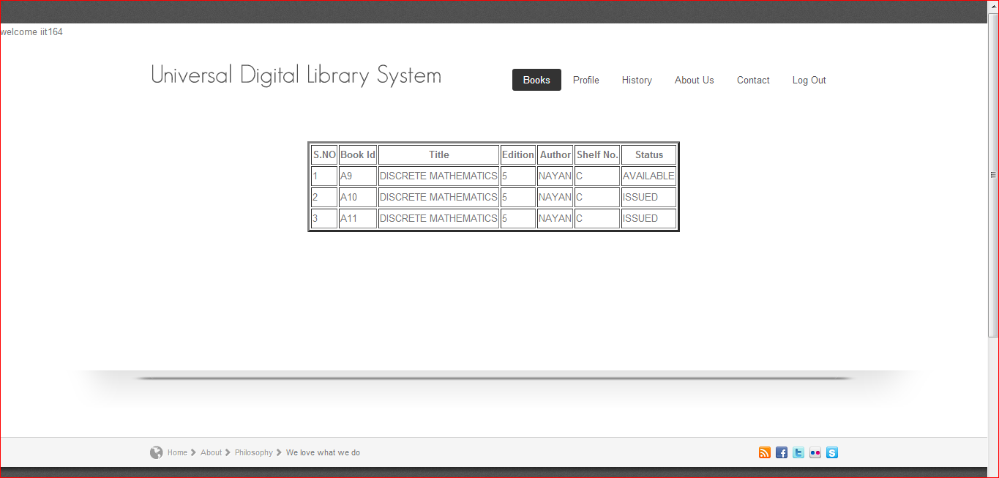 welcome iit164
Universal Digital Library System
Books Profile History About Us Contact Log Out
S.NO Book Id Title Edition Author Shelf No. Status
1 A9 DISCRETE MATHEMATICS 5 NAYAN C AVAILABLE
2 A10 DISCRETE MATHEMATICS 5 NAYAN C ISSUED
3 A11 DISCRETE MATHEMATICS 5 NAYAN C ISSUED
Home About Philosophy We love what we do